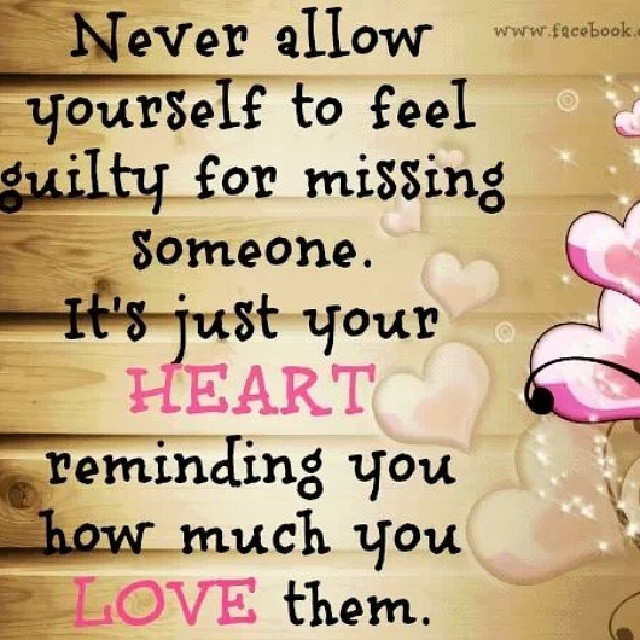 Never allow
www.facebook.
yourself to feel
guilty for missing
someone.
It's just your
HEART
reminding you
how much you
LOVE them.